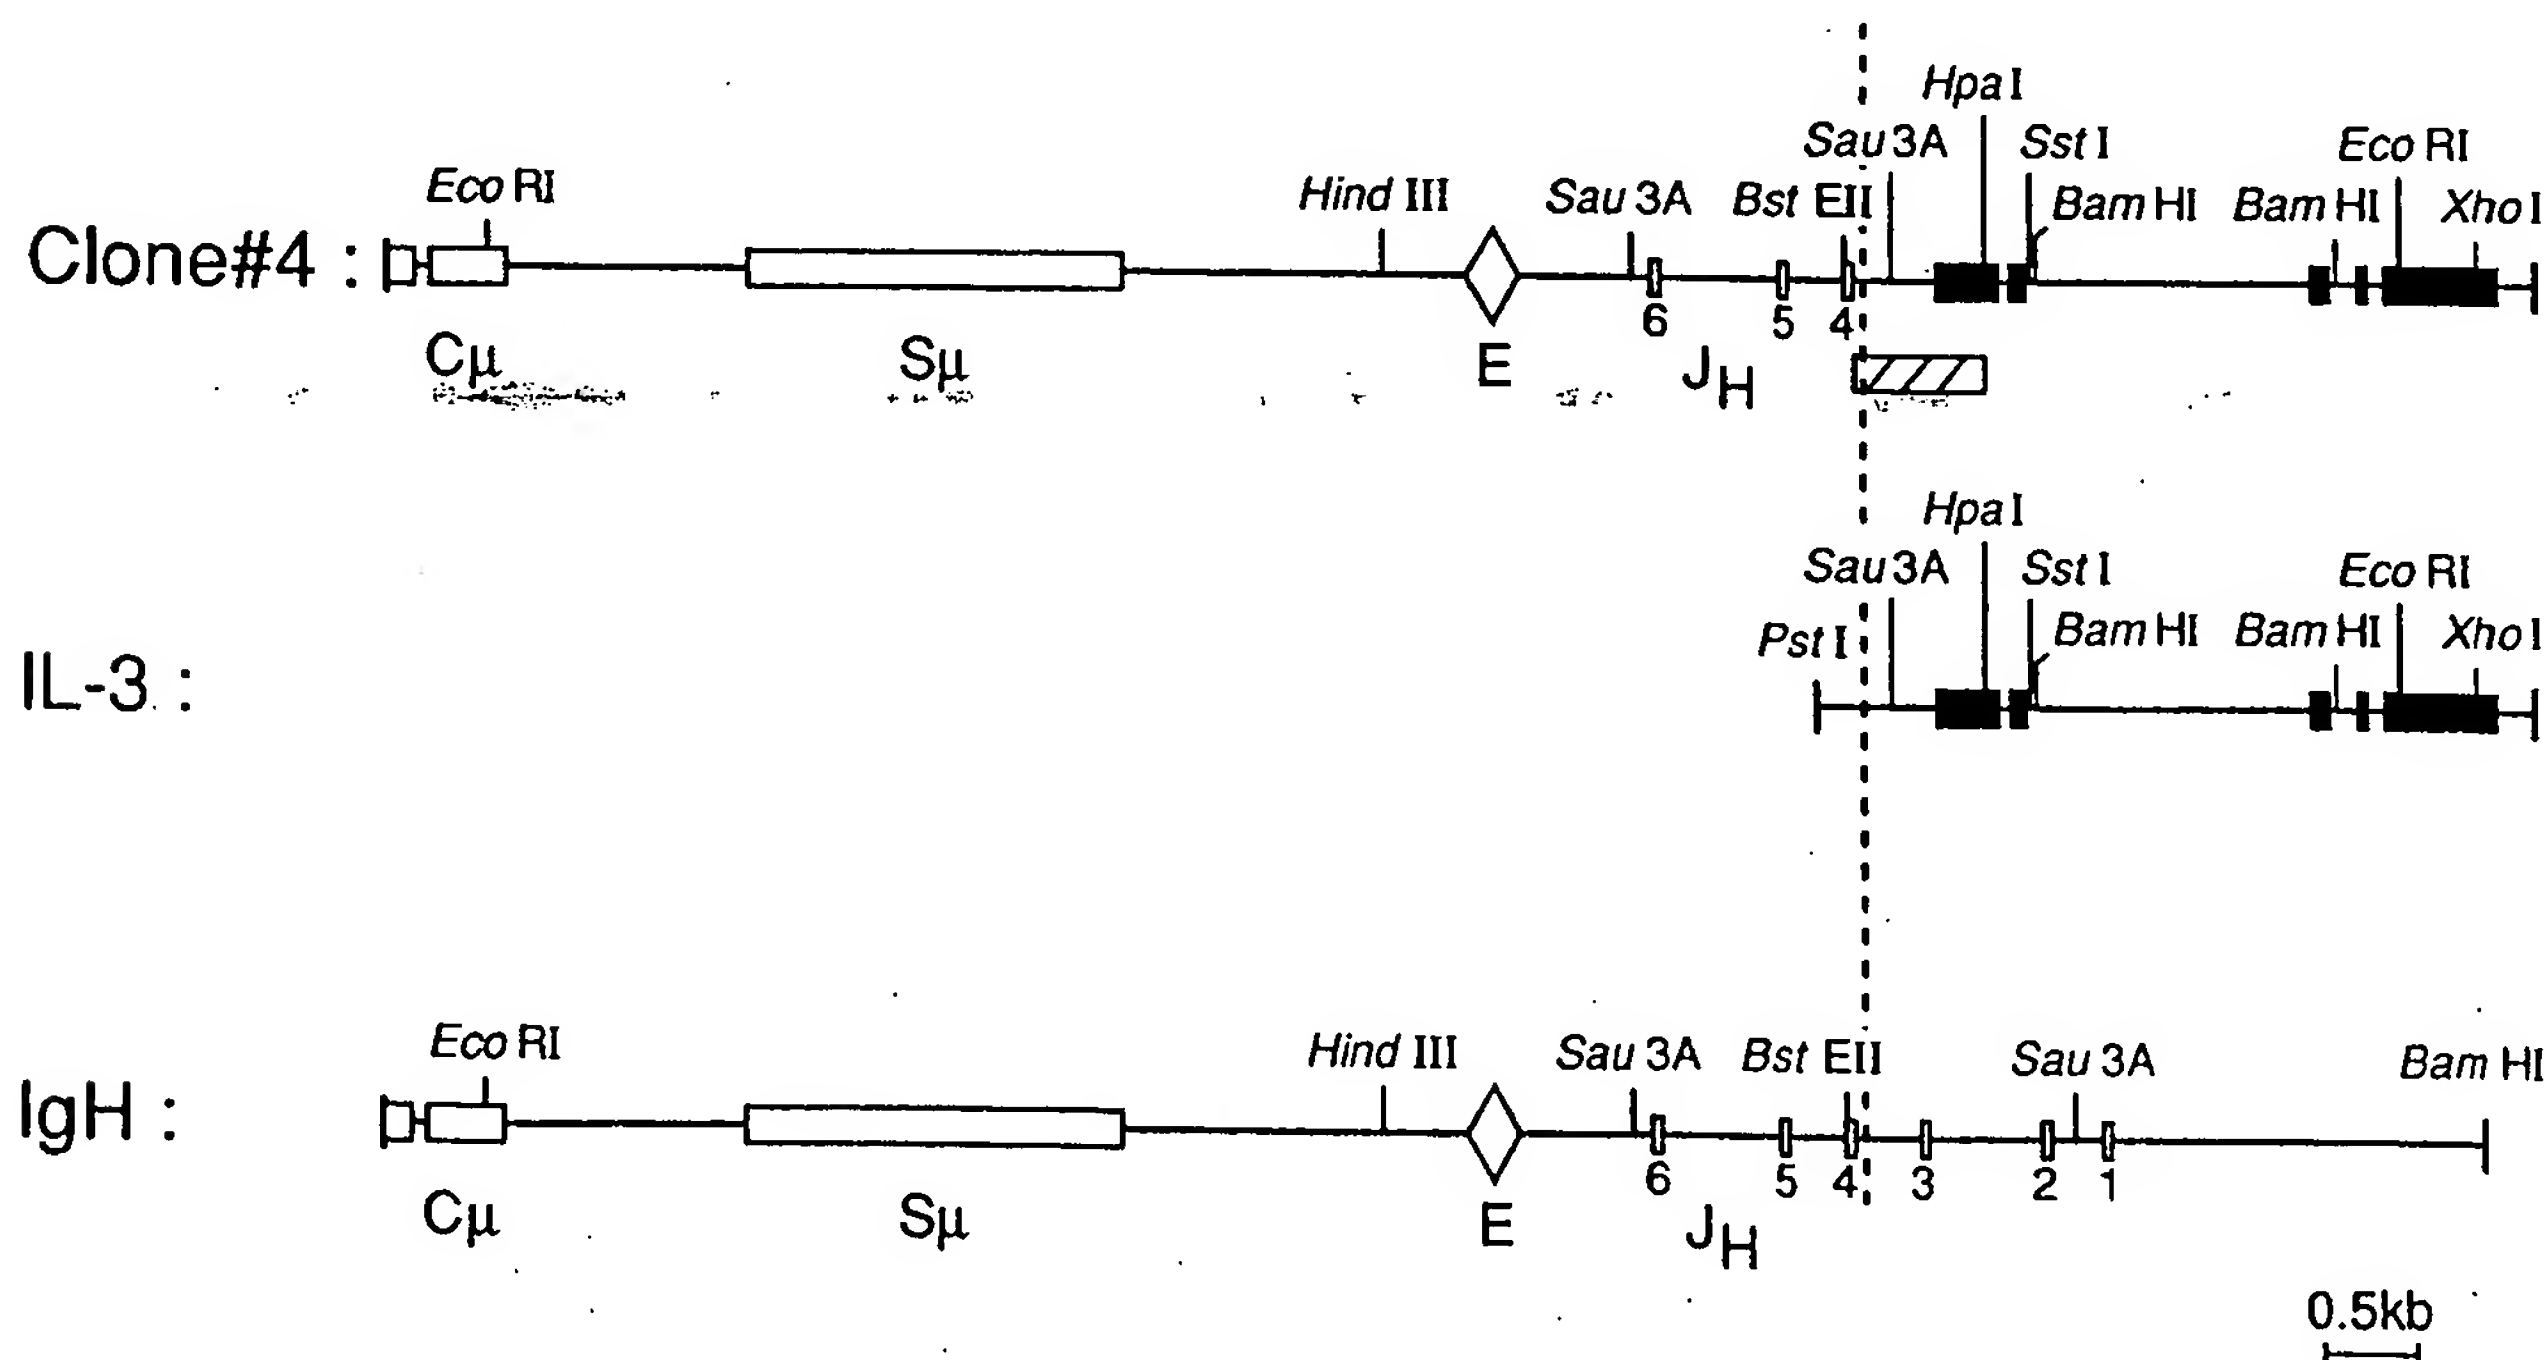 Hpa I
Sau 3A Sst I Eco RI
Eco RI Hind III Sau 3A Bst EII Bam HI Bam HI Xho I
Clone#4 :
6 5 4
Cµ Sµ E JH
Hpa I
Sau 3A Sst I Eco RI
Pst I Bam HI Bam HI Xho I
IL-3 :
Eco RI Hind III Sau 3A Bst EII Sau 3A Bam HI
IgH :
6 5 4 3 2 1
Cµ Sµ E JH
0.5kb